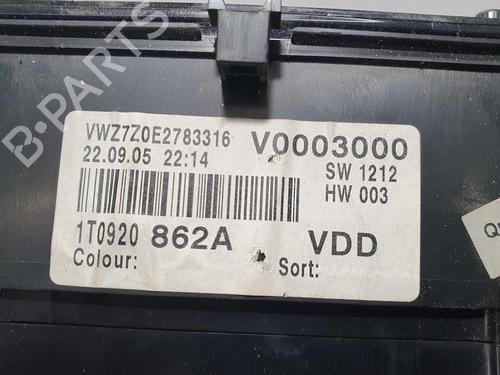 VWZ7Z0E2783316 V0003000
22.09.05 22:14 SW 1212
HW 003
1T0920 862A VDD
Colour: Sort:
B-PARTS